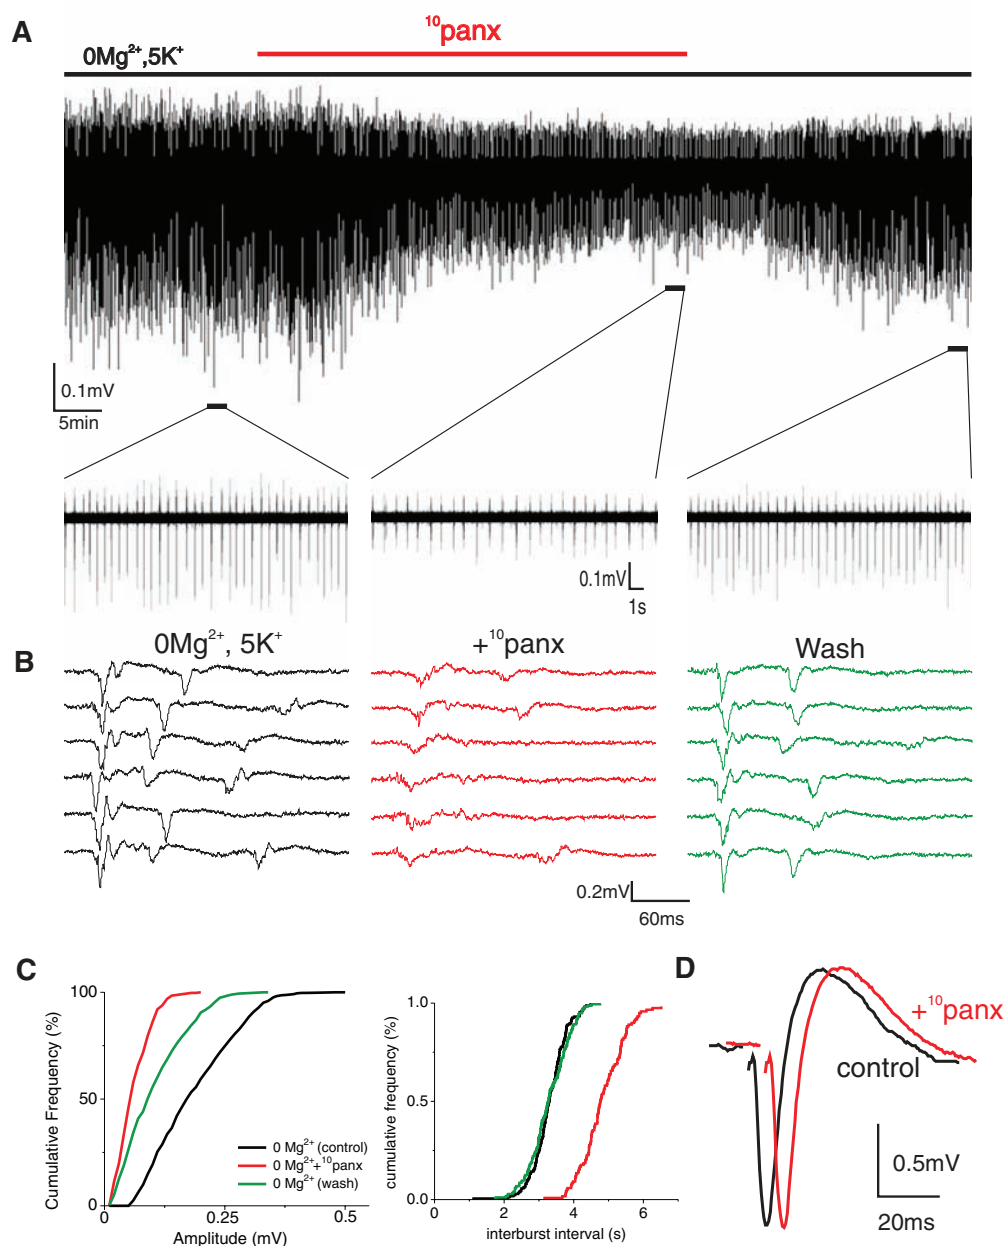 A
¹⁰panx
0Mg²⁺,5K⁺
0.1mV
5min
0.1mV
1s
B
0Mg²⁺, 5K⁺
+¹⁰panx
Wash
0.2mV
60ms
C
Cumulative Frequency (%)
100
50
0
0
0.25
0.5
Amplitude (mV)
0 Mg²⁺ (control)
0 Mg²⁺+¹⁰panx
0 Mg²⁺ (wash)
cumulative frequency (%)
1.0
0.5
0.0
0
2
4
6
interburst interval (s)
D
+¹⁰panx
control
0.5mV
20ms